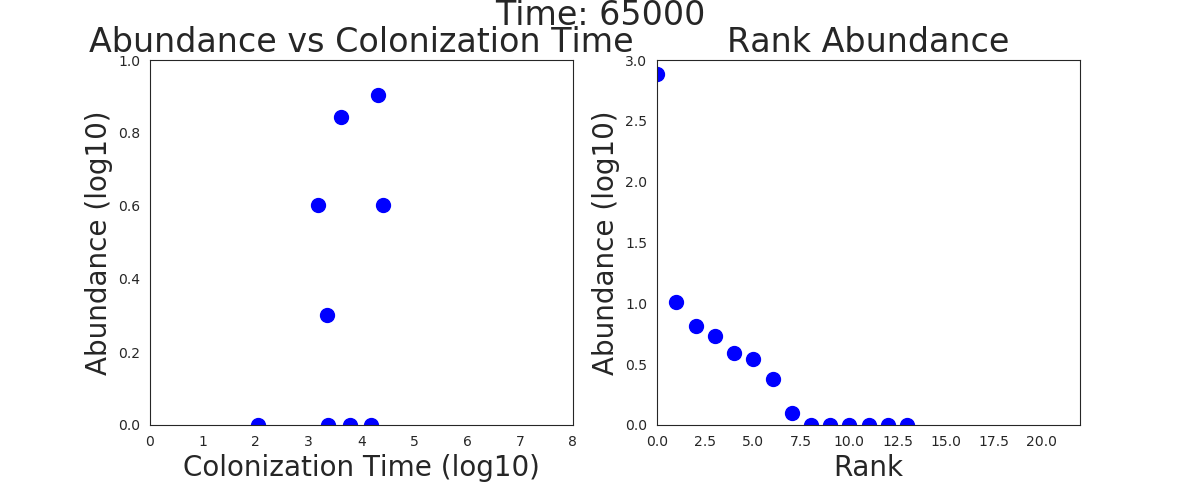 Time: 65000
Abundance vs Colonization Time
Rank Abundance
1.0
0.8
0.6
0.4
0.2
0.0
Abundance (log10)
0 1 2 3 4 5 6 7 8
Colonization Time (log10)
3.0
2.5
2.0
1.5
1.0
0.5
0.0
Abundance (log10)
0.0 2.5 5.0 7.5 10.0 12.5 15.0 17.5 20.0
Rank